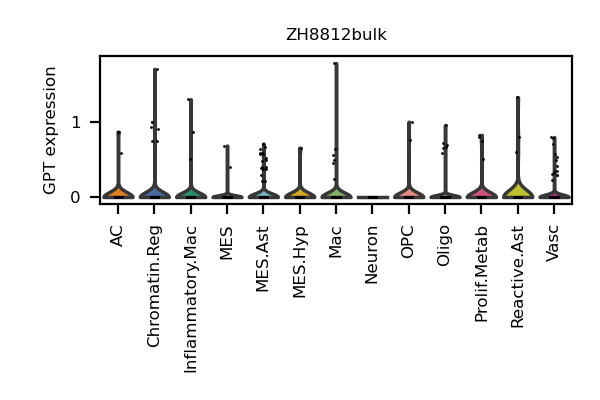 ZH8812bulk
GPT expression
1
0
AC
Chromatin.Reg
Inflammatory.Mac
MES
MES.Ast
MES.Hyp
Mac
Neuron
OPC
Oligo
Prolif.Metab
Reactive.Ast
Vasc